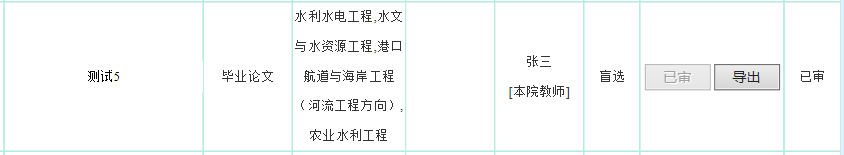 测试5
毕业论文
水利水电工程,水文
与水资源工程,港口
航道与海岸工程
（河流工程方向）,
农业水利工程
张三
[本院教师]
盲选
已审
导出
已审